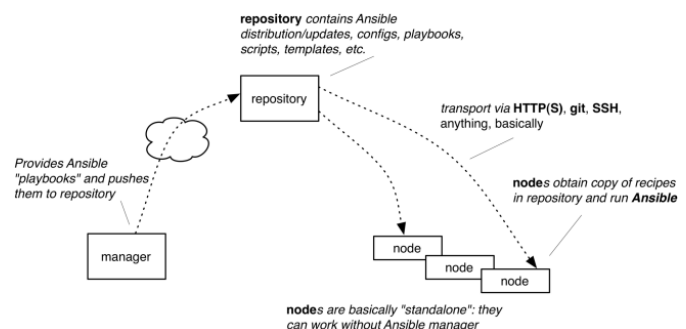 repository contains Ansible
distribution/updates, configs, playbooks,
scripts, templates, etc.
repository
transport via HTTP(S), git, SSH,
anything, basically
Provides Ansible
"playbooks" and pushes
them to repository
nodes obtain copy of recipes
in repository and run Ansible
manager
node
node
node
nodes are basically "standalone": they
can work without Ansible manager